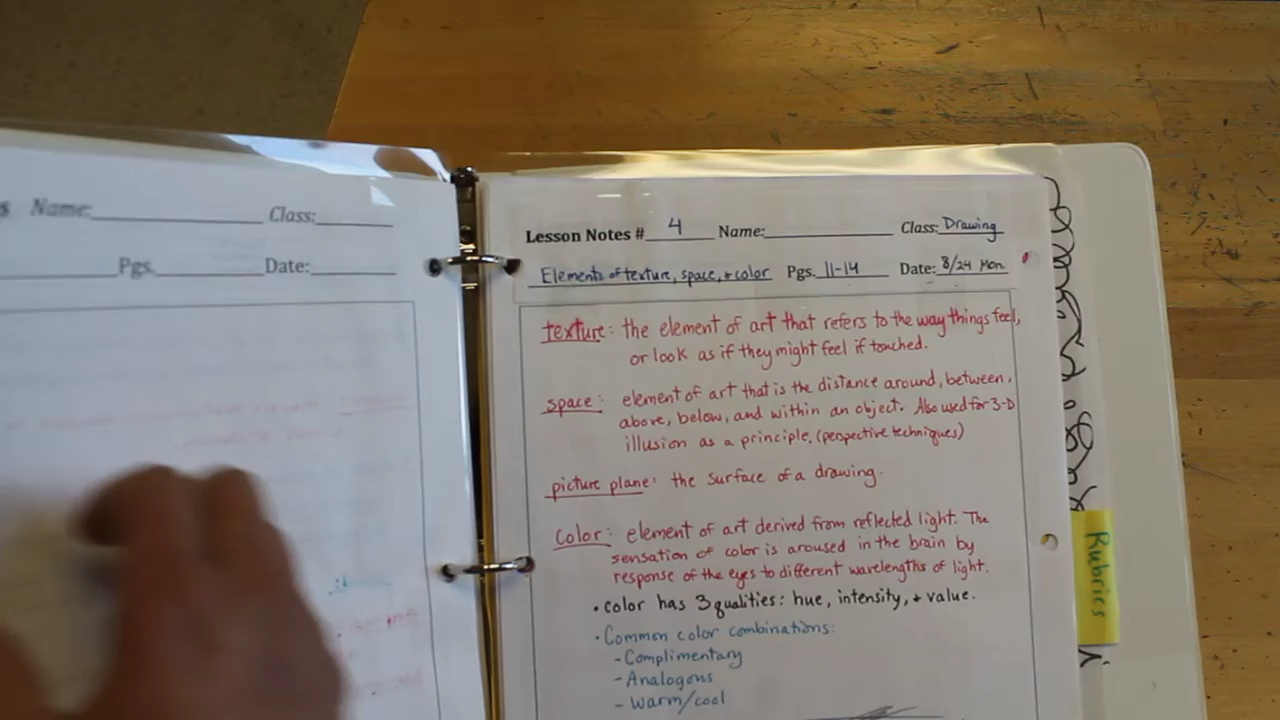 Name: Class:
Pgs. Date:
Lesson Notes # 4 Name: Class: Drawing
Elements of texture, space, + color Pgs. 11-14 Date: 8/24 Mon
texture: the element of art that refers to the way things feel,
or look as if they might feel if touched.
space: element of art that is the distance around, between,
above, below, and within an object. Also used for 3-D
illusion as a principle. (perspective techniques)
picture plane: the surface of a drawing.
Color: element of art derived from reflected light. The
sensation of color is aroused in the brain by
response of the eyes to different wavelengths of light.
• color has 3 qualities: hue, intensity, + value.
• Common color combinations:
- Complimentary
- Analogous
- Warm/cool
Rubrics